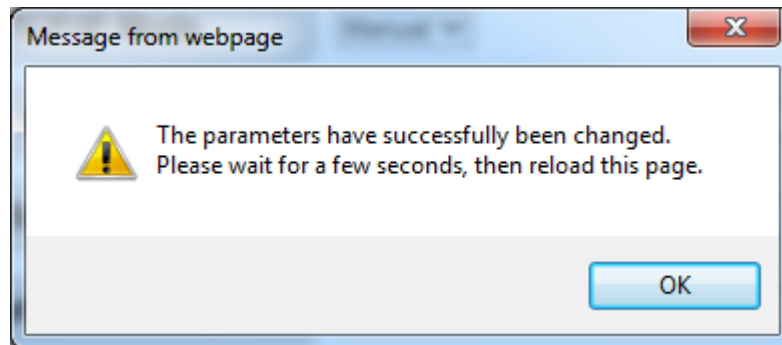 Manual
Message from webpage
The parameters have successfully been changed.
Please wait for a few seconds, then reload this page.
OK